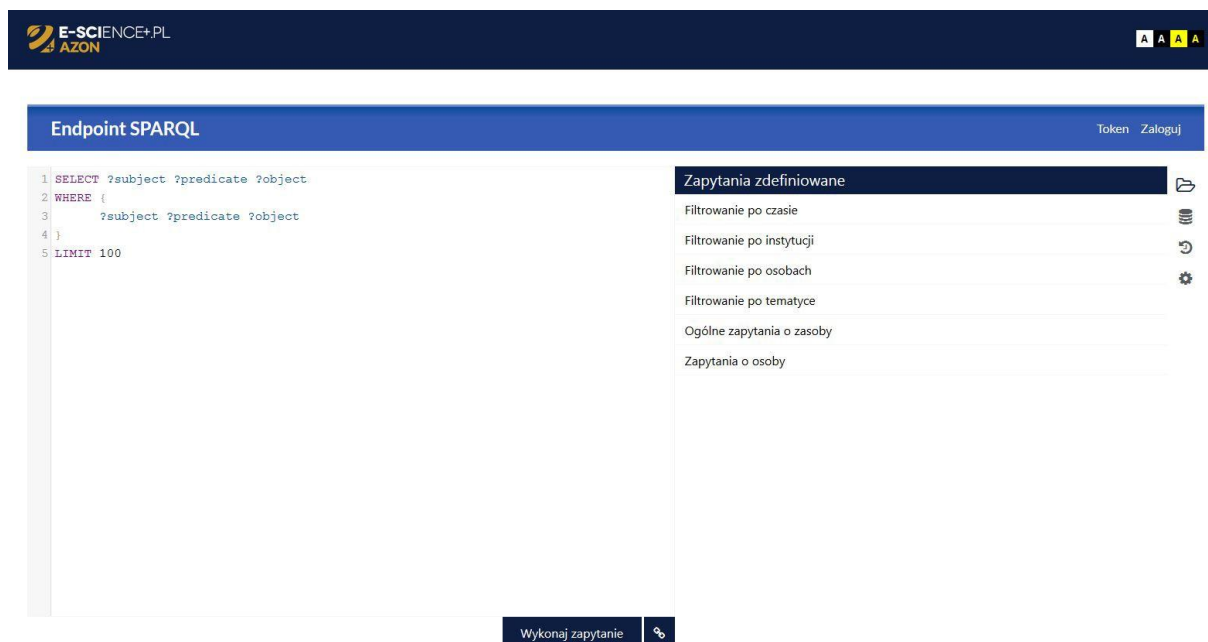 E-SCIENCE+.PL
AZON
A A A A
Endpoint SPARQL
Token Zaloguj
1 SELECT ?subject ?predicate ?object
2 WHERE {
3 ?subject ?predicate ?object
4 }
5 LIMIT 100
Zapytania zdefiniowane
Filtrowanie po czasie
Filtrowanie po instytucji
Filtrowanie po osobach
Filtrowanie po tematyce
Ogólne zapytania o zasoby
Zapytania o osoby
Wykonaj zapytanie